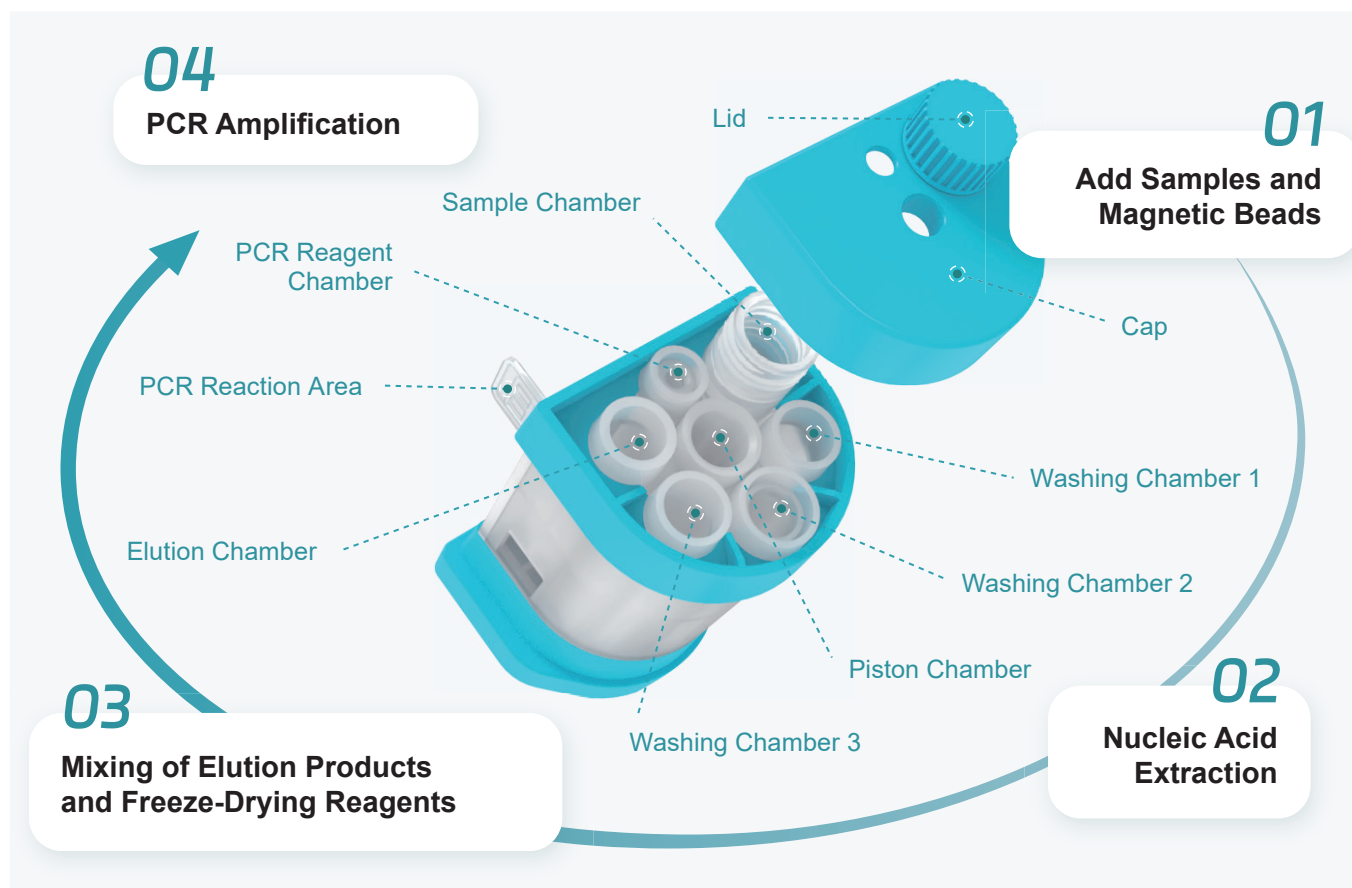 04
PCR Amplification
Lid
01
Add Samples and
Magnetic Beads
Sample Chamber
PCR Reagent
Chamber
Cap
PCR Reaction Area
Washing Chamber 1
Elution Chamber
Washing Chamber 2
Piston Chamber
02
Nucleic Acid
Extraction
03
Mixing of Elution Products
and Freeze-Drying Reagents
Washing Chamber 3